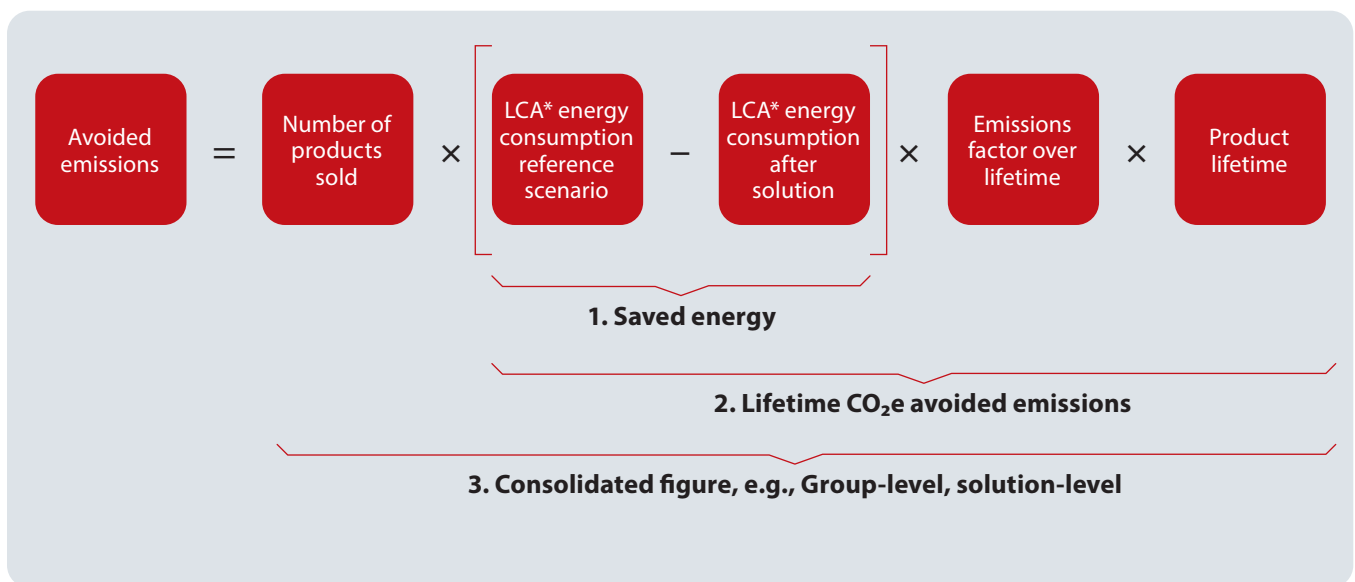 Avoided
emissions
=
Number of
products
sold
×
[
LCA* energy
consumption
reference
scenario
–
LCA* energy
consumption
after
solution
]
×
Emissions
factor over
lifetime
×
Product
lifetime
1. Saved energy
2. Lifetime CO₂e avoided emissions
3. Consolidated figure, e.g., Group-level, solution-level